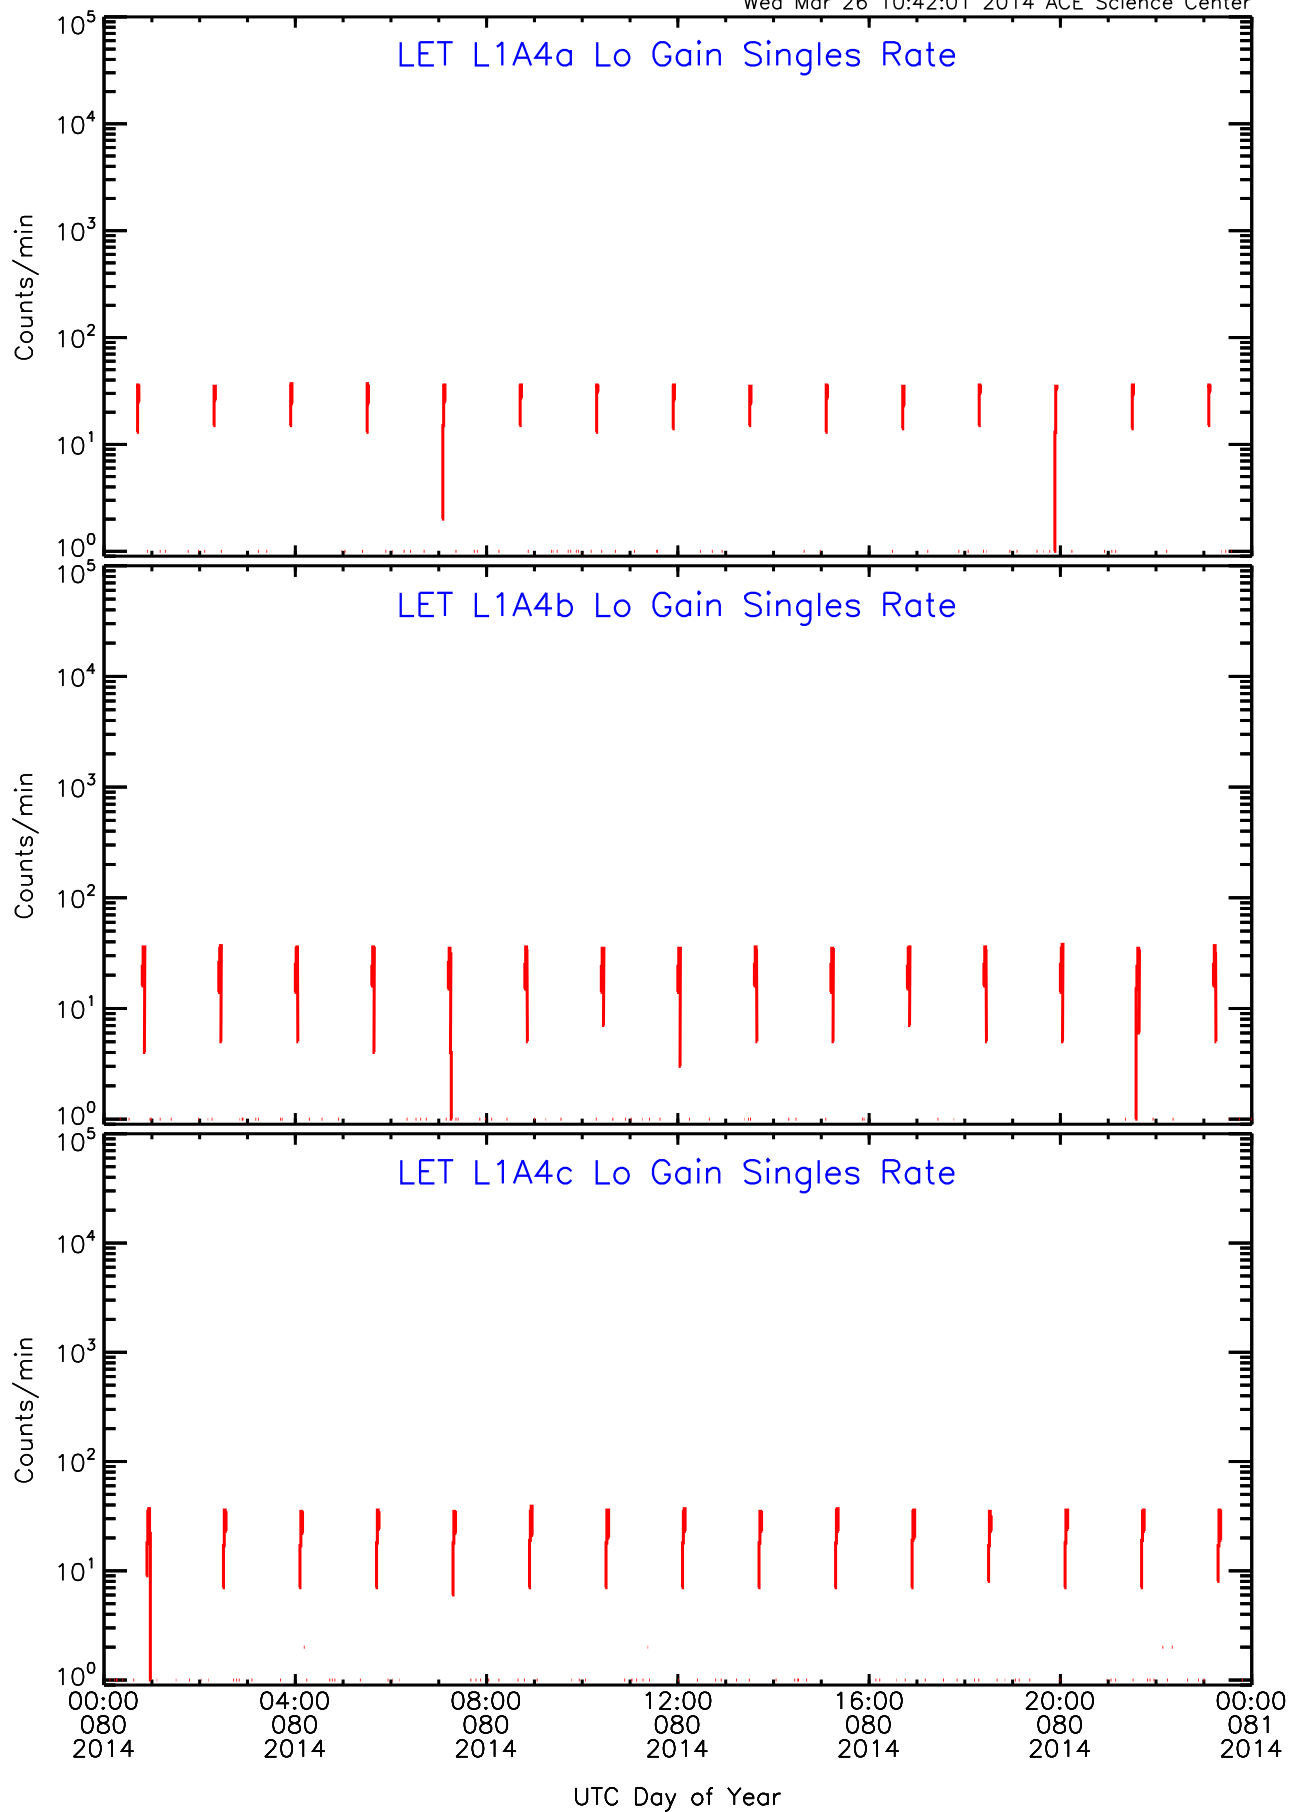 Wed Mar 26 10:42:01 2014 ACE Science Center
LET L1A4a Lo Gain Singles Rate
10^5
10^4
10^3
10^2
10^1
10^0
Counts/min
LET L1A4b Lo Gain Singles Rate
10^5
10^4
10^3
10^2
10^1
10^0
Counts/min
LET L1A4c Lo Gain Singles Rate
10^5
10^4
10^3
10^2
10^1
10^0
Counts/min
00:00 04:00 08:00 12:00 16:00 20:00 00:00
080 080 080 080 080 080 081
2014 2014 2014 2014 2014 2014 2014
UTC Day of Year